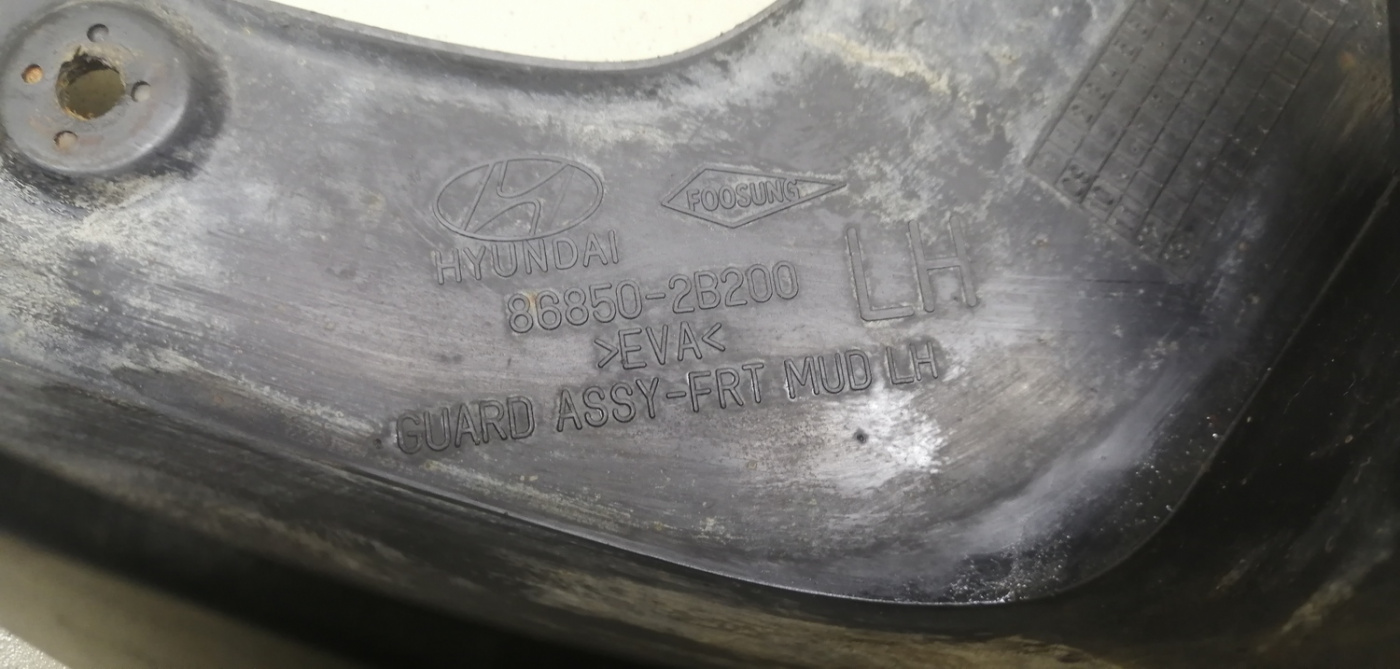 FOOSUNG
HYUNDAI
LH
86850-2B200
>EVA<
GUARD ASSY-FRT MUD LH